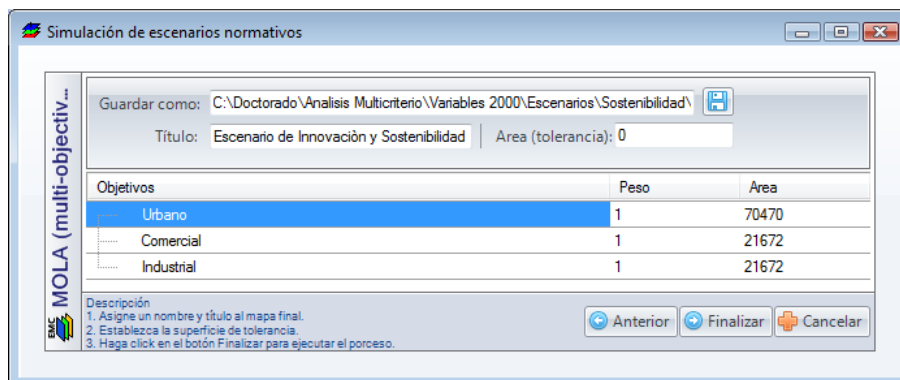 Simulación de escenarios normativos
MOLA (multi-objectiv...
EMC
Guardar como: C:\Doctorado\Analisis Multicriterio\Variables 2000\Escenarios\Sostenibilidad\
Título: Escenario de Innovaciòn y Sostenibilidad Area (tolerancia): 0
Objetivos Peso Area
Urbano 1 70470
Comercial 1 21672
Industrial 1 21672
Descripción
1. Asigne un nombre y título al mapa final.
2. Establezca la superficie de tolerancia.
3. Haga click en el botón Finalizar para ejecutar el porceso.
Anterior Finalizar Cancelar